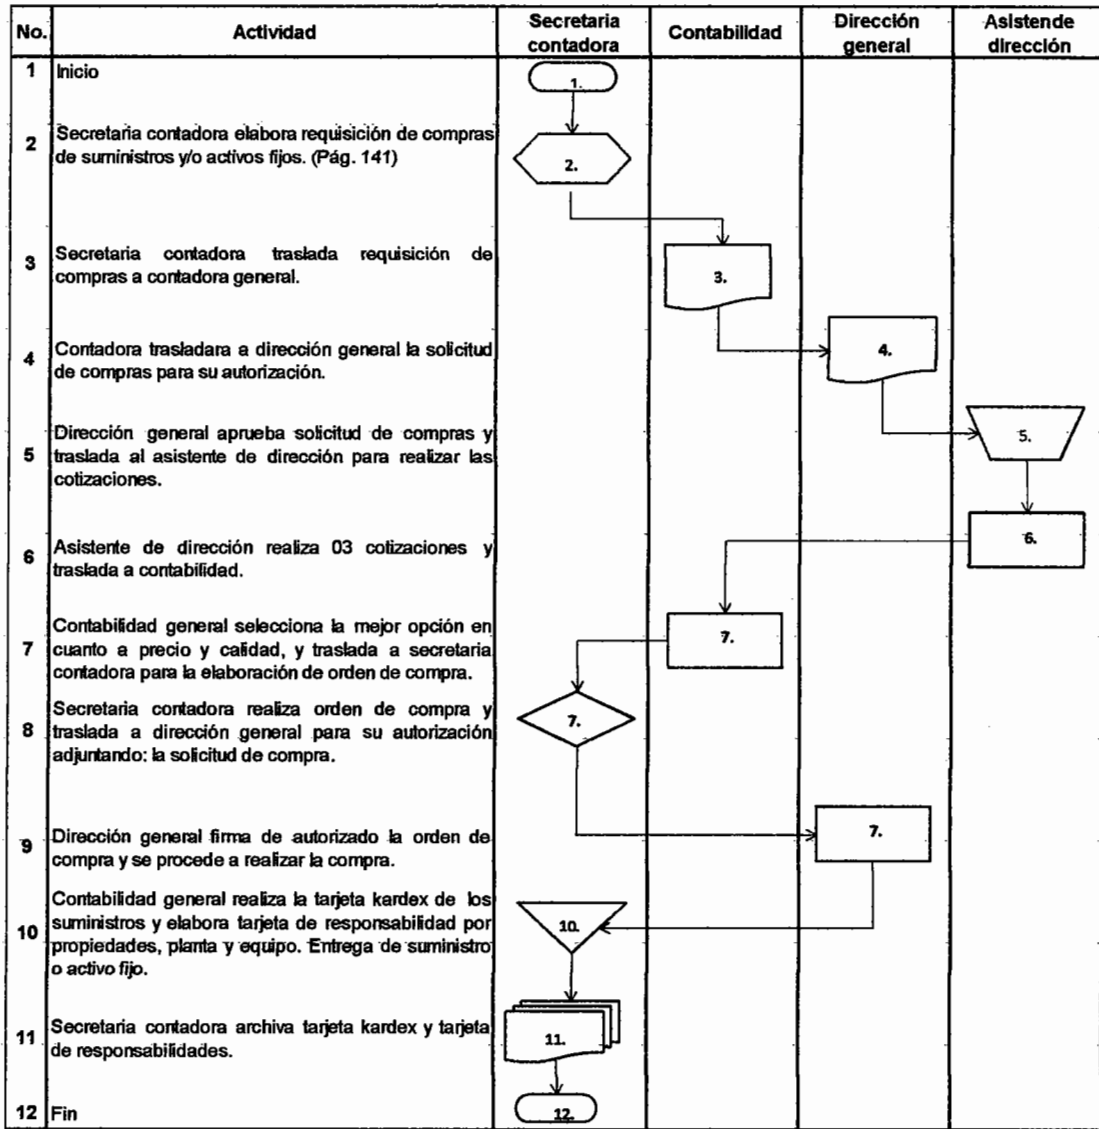 No.
Actividad
Secretaria
contadora
Contabilidad
Dirección
general
Asistende
dirección
1
Inicio
1.
2
Secretaria contadora elabora requisición de compras
de suministros y/o activos fijos. (Pág. 141)
2.
3
Secretaria contadora traslada requisición de
compras a contadora general.
3.
4
Contadora trasladara a dirección general la solicitud
de compras para su autorización.
4.
5
Dirección general aprueba solicitud de compras y
traslada al asistente de dirección para realizar las
cotizaciones.
5.
6
Asistente de dirección realiza 03 cotizaciones y
traslada a contabilidad.
6.
7
Contabilidad general selecciona la mejor opción en
cuanto a precio y calidad, y traslada a secretaria
contadora para la elaboración de orden de compra.
7.
8
Secretaria contadora realiza orden de compra y
traslada a dirección general para su autorización
adjuntando: la solicitud de compra.
7.
9
Dirección general firma de autorizado la orden de
compra y se procede a realizar la compra.
7.
10
Contabilidad general realiza la tarjeta kardex de los
suministros y elabora tarjeta de responsabilidad por
propiedades, planta y equipo. Entrega de suministro
o activo fijo.
10.
11
Secretaria contadora archiva tarjeta kardex y tarjeta
de responsabilidades.
11.
12
Fin
12.